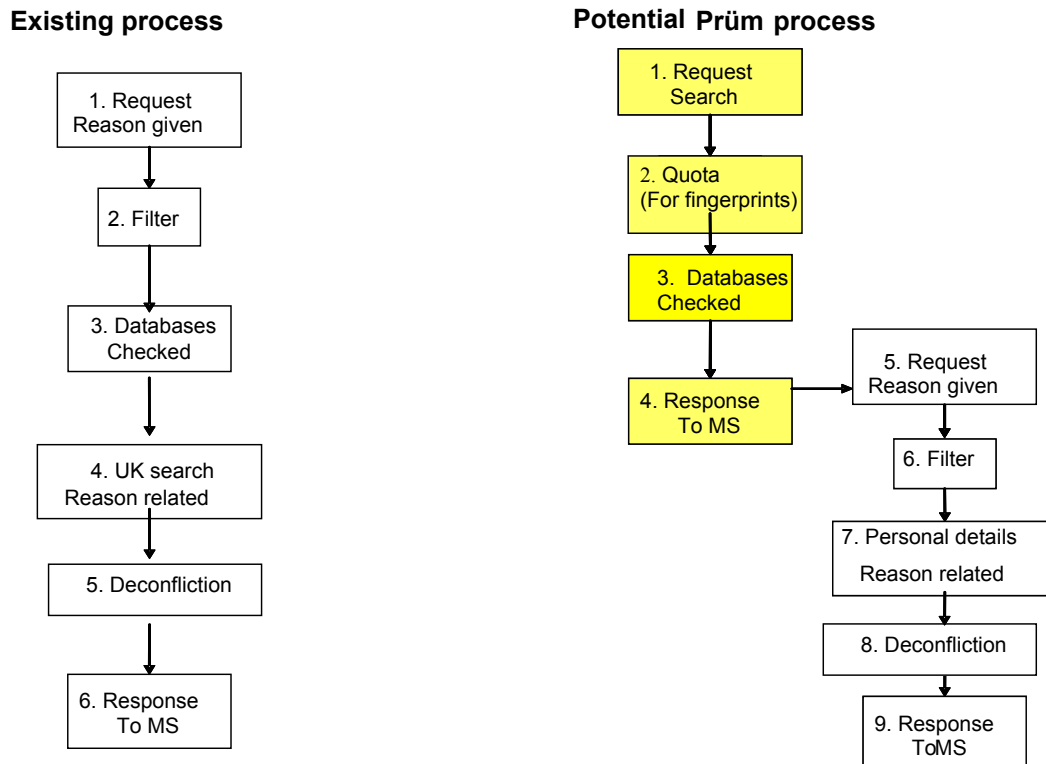 Existing process
1. Request
Reason given
2. Filter
3. Databases
Checked
4. UK search
Reason related
5. Deconfliction
6. Response
To MS
Potential Prüm process
1. Request
Search
2. Quota
(For fingerprints)
3. Databases
Checked
4. Response
To MS
5. Request
Reason given
6. Filter
7. Personal details
Reason related
8. Deconfliction
9. Response
ToMS